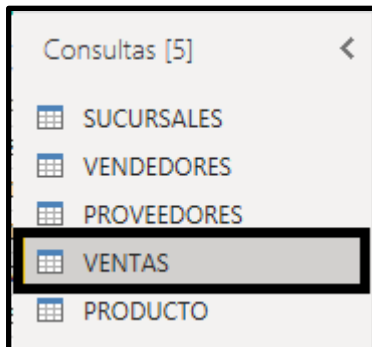 Consultas [5]
SUCURSALES
VENDEDORES
PROVEEDORES
VENTAS
PRODUCTO